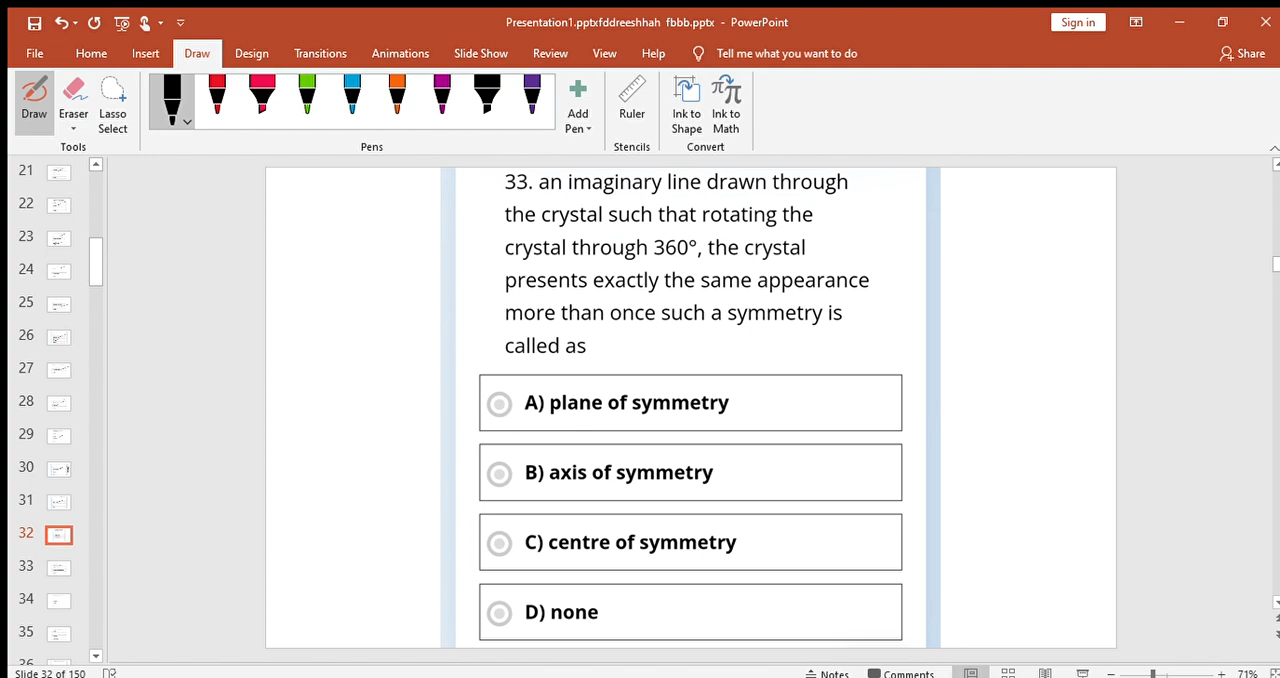 Presentation1.pptxfddreeshhah fbbb.pptx - PowerPoint
Sign in
File Home Insert Draw Design Transitions Animations Slide Show Review View Help Tell me what you want to do Share
Draw Eraser Lasso Select
Add Pen
Ruler
Ink to Shape
Ink to Math
Tools Pens Stencils Convert
21
22
23
24
25
26
27
28
29
30
31
32
33
34
35
36
33. an imaginary line drawn through
the crystal such that rotating the
crystal through 360°, the crystal
presents exactly the same appearance
more than once such a symmetry is
called as
A) plane of symmetry
B) axis of symmetry
C) centre of symmetry
D) none
Slide 32 of 150 Notes Comments 71%